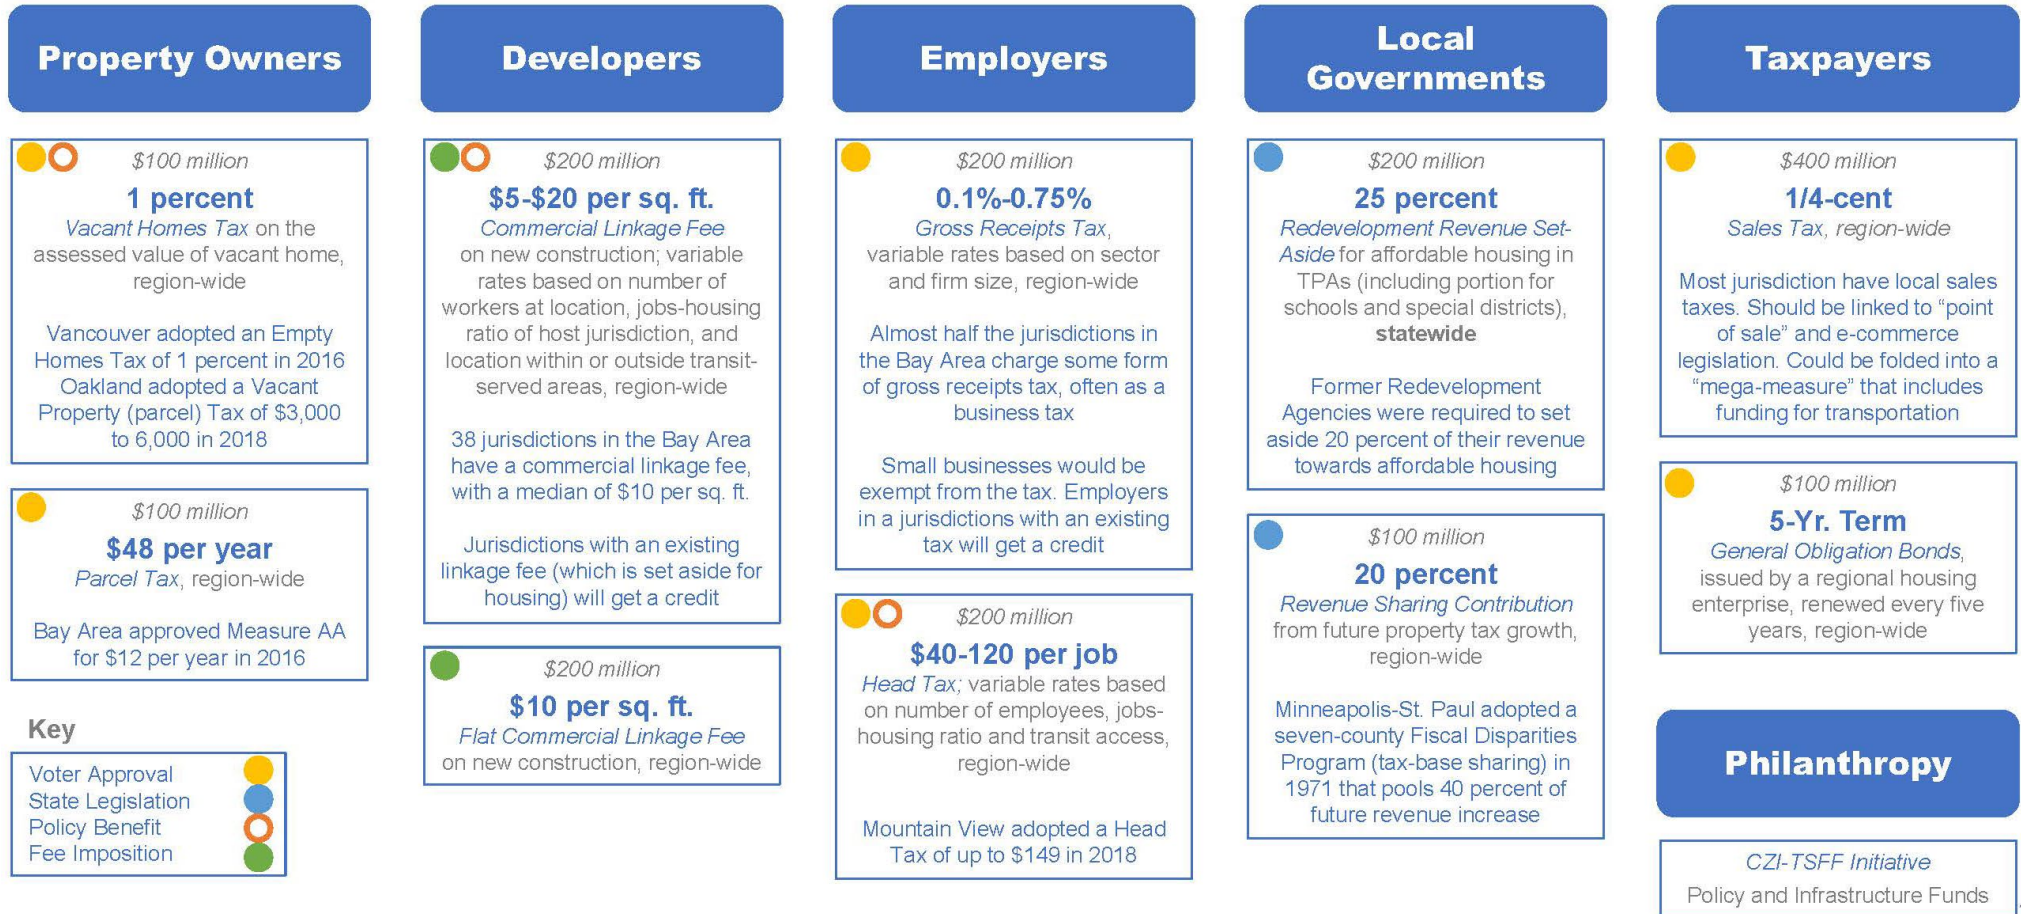 Property Owners
$100 million
1 percent
Vacant Homes Tax on the
assessed value of vacant home,
region-wide
Vancouver adopted an Empty
Homes Tax of 1 percent in 2016
Oakland adopted a Vacant
Property (parcel) Tax of $3,000
to 6,000 in 2018
$100 million
$48 per year
Parcel Tax, region-wide
Bay Area approved Measure AA
for $12 per year in 2016
Key
Voter Approval
State Legislation
Policy Benefit
Fee Imposition
Developers
$200 million
$5-$20 per sq. ft.
Commercial Linkage Fee
on new construction; variable
rates based on number of
workers at location, jobs-housing
ratio of host jurisdiction, and
location within or outside transit-
served areas, region-wide
38 jurisdictions in the Bay Area
have a commercial linkage fee,
with a median of $10 per sq. ft.
Jurisdictions with an existing
linkage fee (which is set aside for
housing) will get a credit
$200 million
$10 per sq. ft.
Flat Commercial Linkage Fee
on new construction, region-wide
Employers
$200 million
0.1%-0.75%
Gross Receipts Tax,
variable rates based on sector
and firm size, region-wide
Almost half the jurisdictions in
the Bay Area charge some form
of gross receipts tax, often as a
business tax
Small businesses would be
exempt from the tax. Employers
in a jurisdictions with an existing
tax will get a credit
$200 million
$40-120 per job
Head Tax; variable rates based
on number of employees, jobs-
housing ratio and transit access,
region-wide
Mountain View adopted a Head
Tax of up to $149 in 2018
Local
Governments
$200 million
25 percent
Redevelopment Revenue Set-
Aside for affordable housing in
TPAs (including portion for
schools and special districts),
statewide
Former Redevelopment
Agencies were required to set
aside 20 percent of their revenue
towards affordable housing
$100 million
20 percent
Revenue Sharing Contribution
from future property tax growth,
region-wide
Minneapolis-St. Paul adopted a
seven-county Fiscal Disparities
Program (tax-base sharing) in
1971 that pools 40 percent of
future revenue increase
Taxpayers
$400 million
1/4-cent
Sales Tax, region-wide
Most jurisdiction have local sales
taxes. Should be linked to “point
of sale” and e-commerce
legislation. Could be folded into a
“mega-measure” that includes
funding for transportation
$100 million
5-Yr. Term
General Obligation Bonds,
issued by a regional housing
enterprise, renewed every five
years, region-wide
Philanthropy
CZI-TSFF Initiative
Policy and Infrastructure Funds